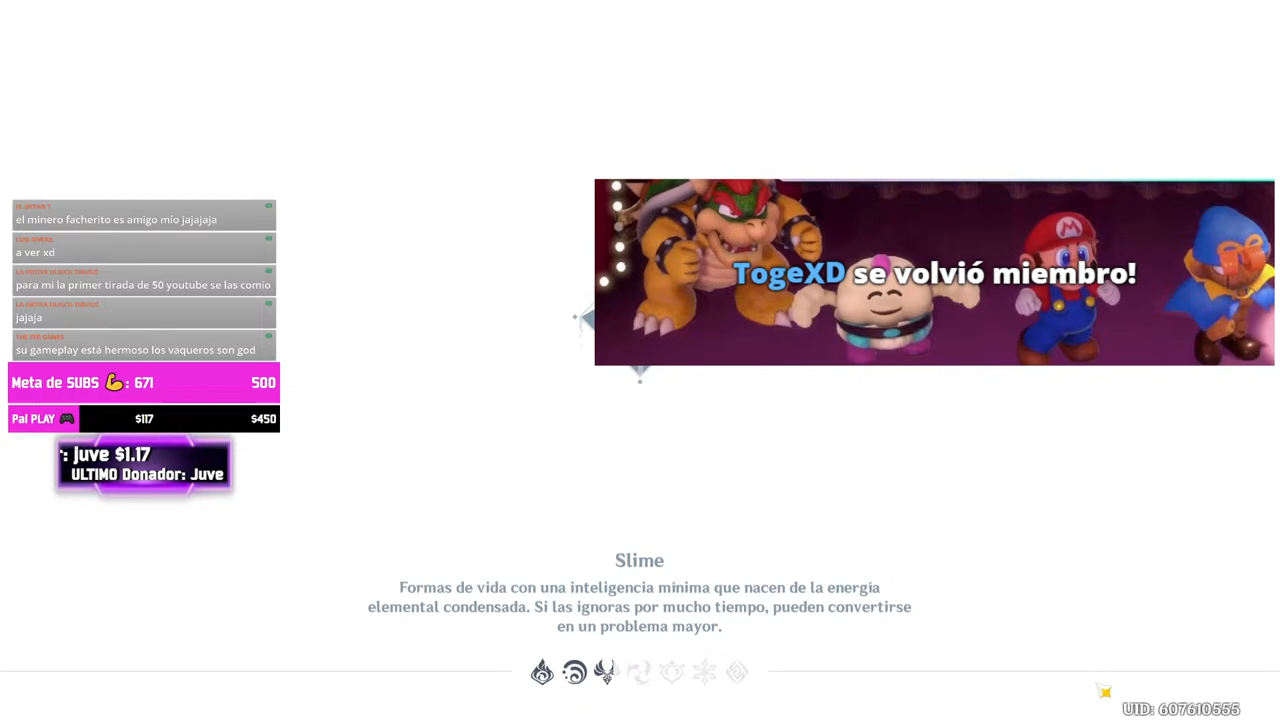 el minero facherito es amigo mío jajajaja
a ver xd
para mi la primer tirada de 50 youtube se las comio
jajaja
su gameplay está hermoso los vaqueros son god
Meta de SUBS 💪: 671 500
Pal PLAY 🎮 $117 $450
: juve $1.17
ULTIMO Donador: Juve
TogeXD se volvió miembro!
Slime
Formas de vida con una inteligencia mínima que nacen de la energía
elemental condensada. Si las ignoras por mucho tiempo, pueden convertirse
en un problema mayor.
UID: 607610555